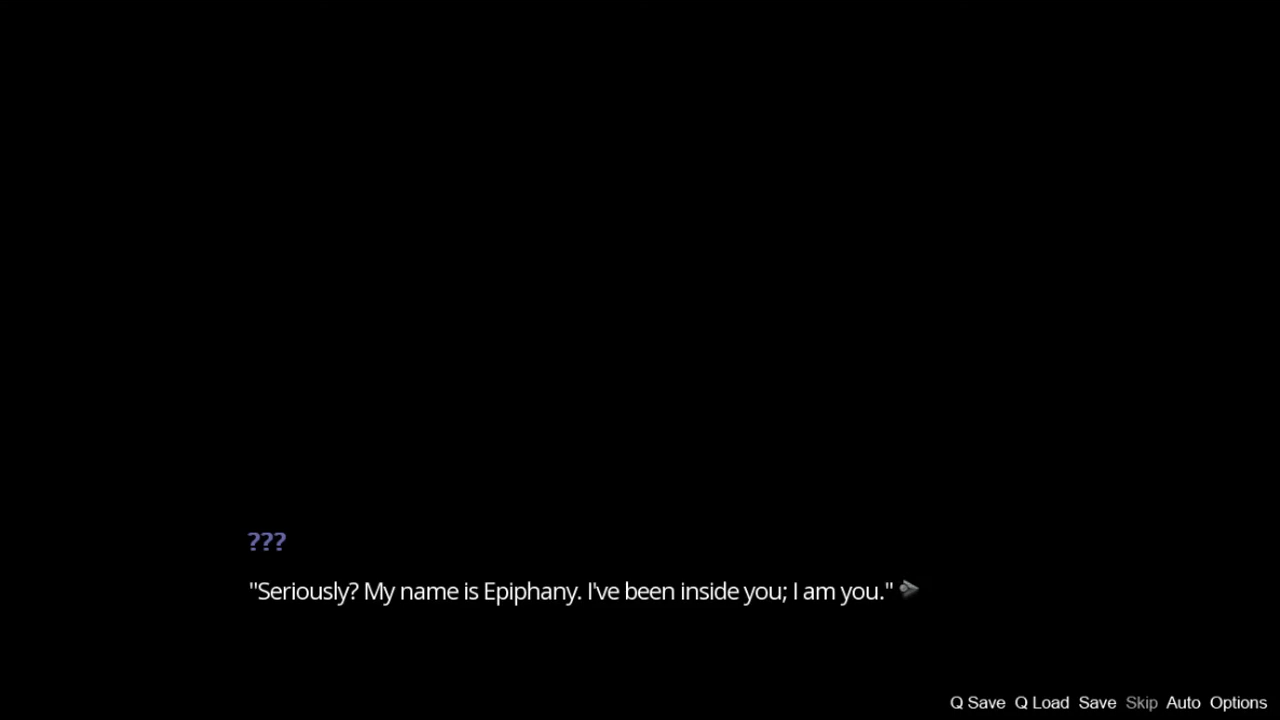 ???
"Seriously? My name is Epiphany. I've been inside you; I am you."
Q Save Q Load Save Skip Auto Options